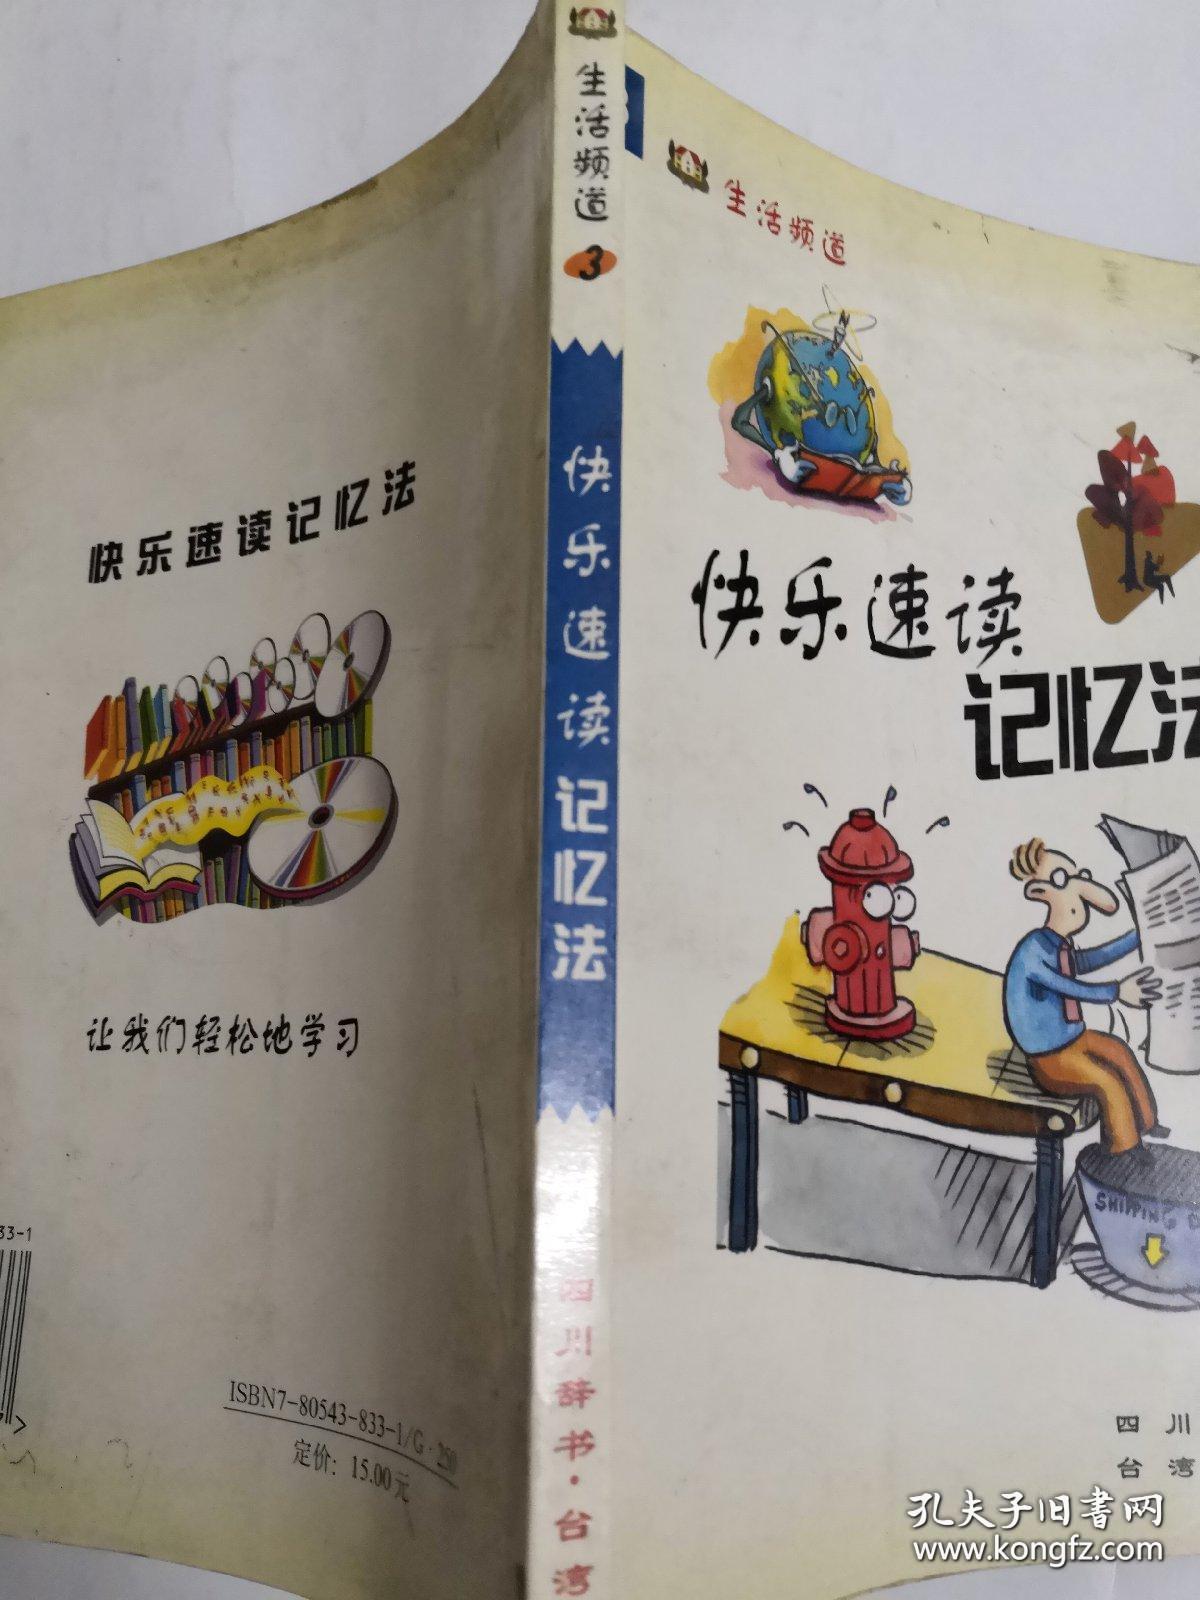 快乐速读记忆法
让我们轻松地学习
33-1
ISBN7-80543-833-1/G·250
定价：15.00元
生活频道
3
快乐速读记忆法
四川辞书·台湾
生活频道
快乐速读
记忆法
SHIPPING
四川
台湾
孔夫子旧书网
www.kongfz.com